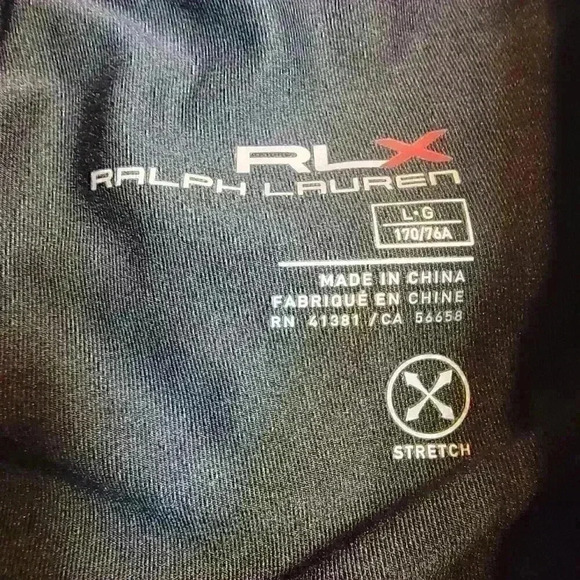 RLX
RALPH LAUREN
L-G
170/76A
MADE IN CHINA
FABRIQUÉ EN CHINE
RN 41381 / CA 56658
STRETCH